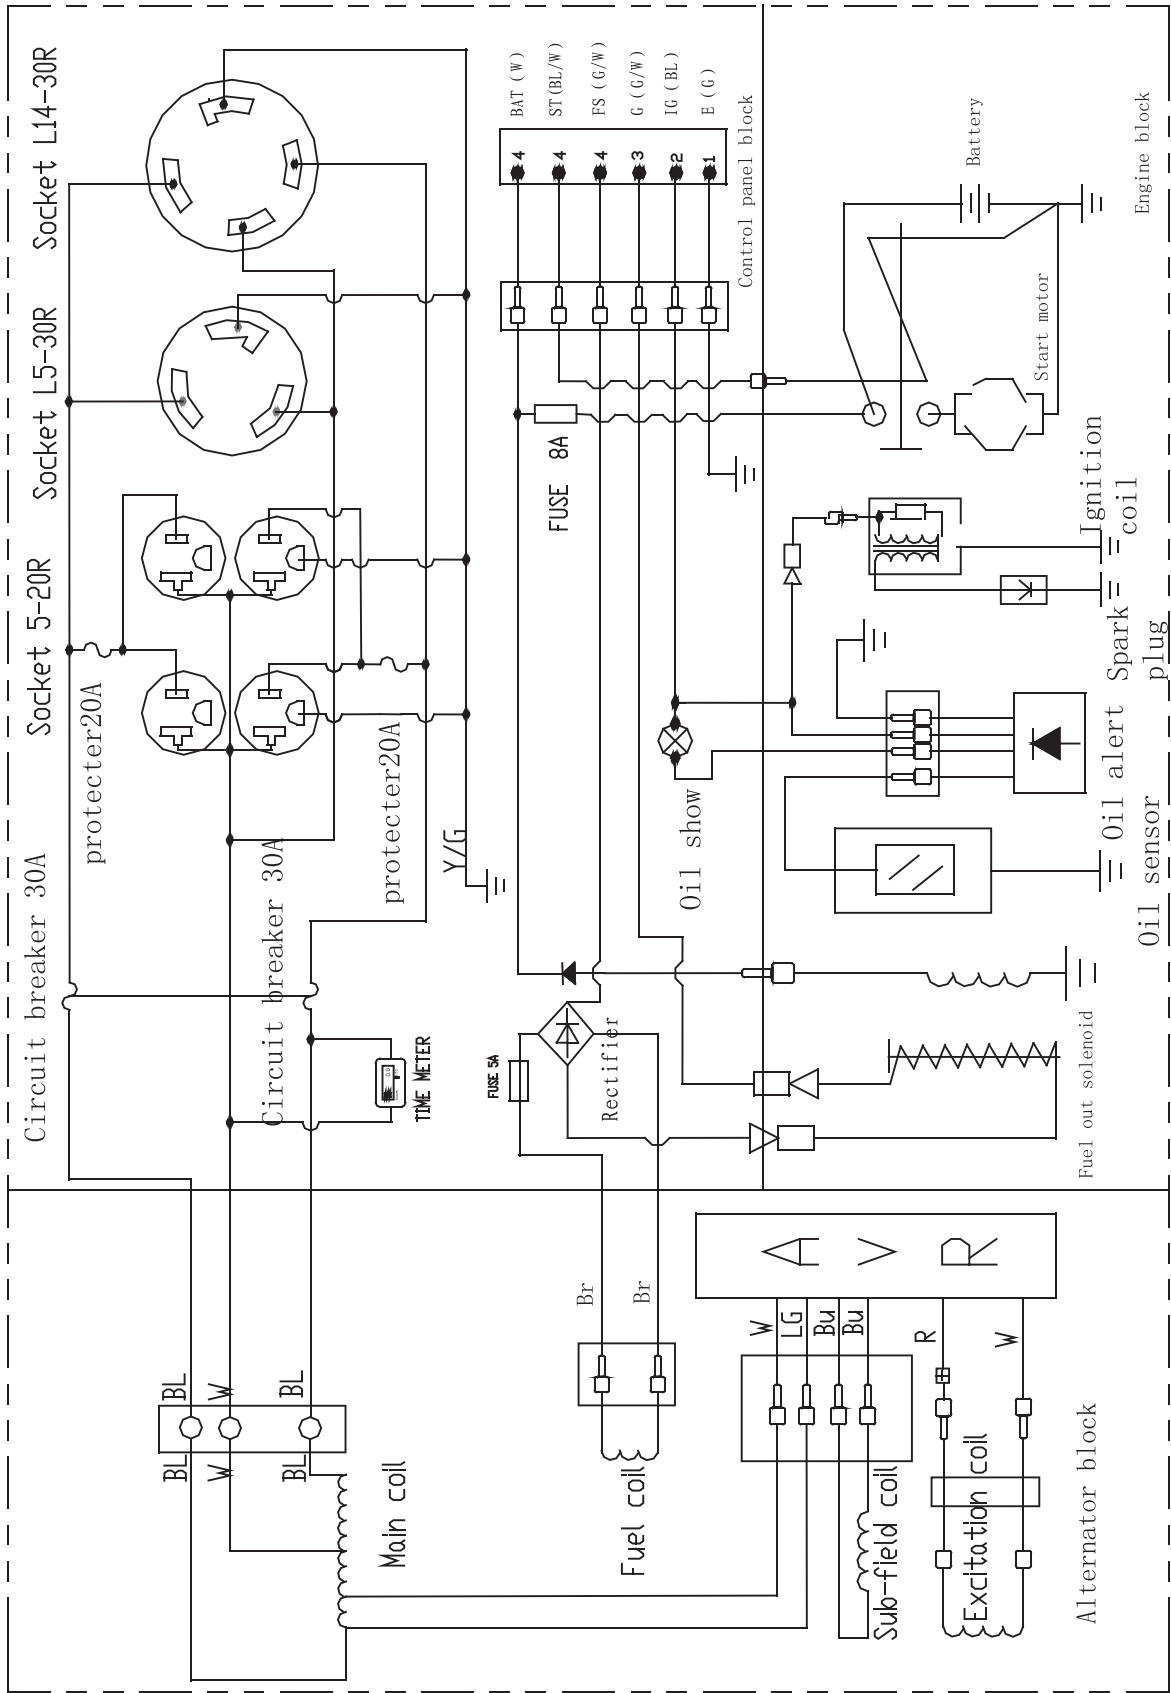 Socket L14-30R
Socket L5-30R
Socket 5-20R
protecter20A
Circuit breaker 30A
Circuit breaker 30A
protecter20A
Y/G
TIME METER
BAT (W)
ST(BL/W)
FS (G/W)
G (G/W)
IG (BL)
E (G)
4
4
4
3
2
1
Control panel block
FUSE 8A
Oil show
FUSE 5A
Rectifier
Battery
Engine block
Start motor
Ignition
coil
Spark
plug
Oil alert
Oil sensor
Fuel out solenoid
Br
Br
AVR
W
LG
Bu
Bu
R
W
BL
W
BL
BL
W
BL
Main coil
Fuel coil
Sub-field coil
Excitation coil
Alternator block